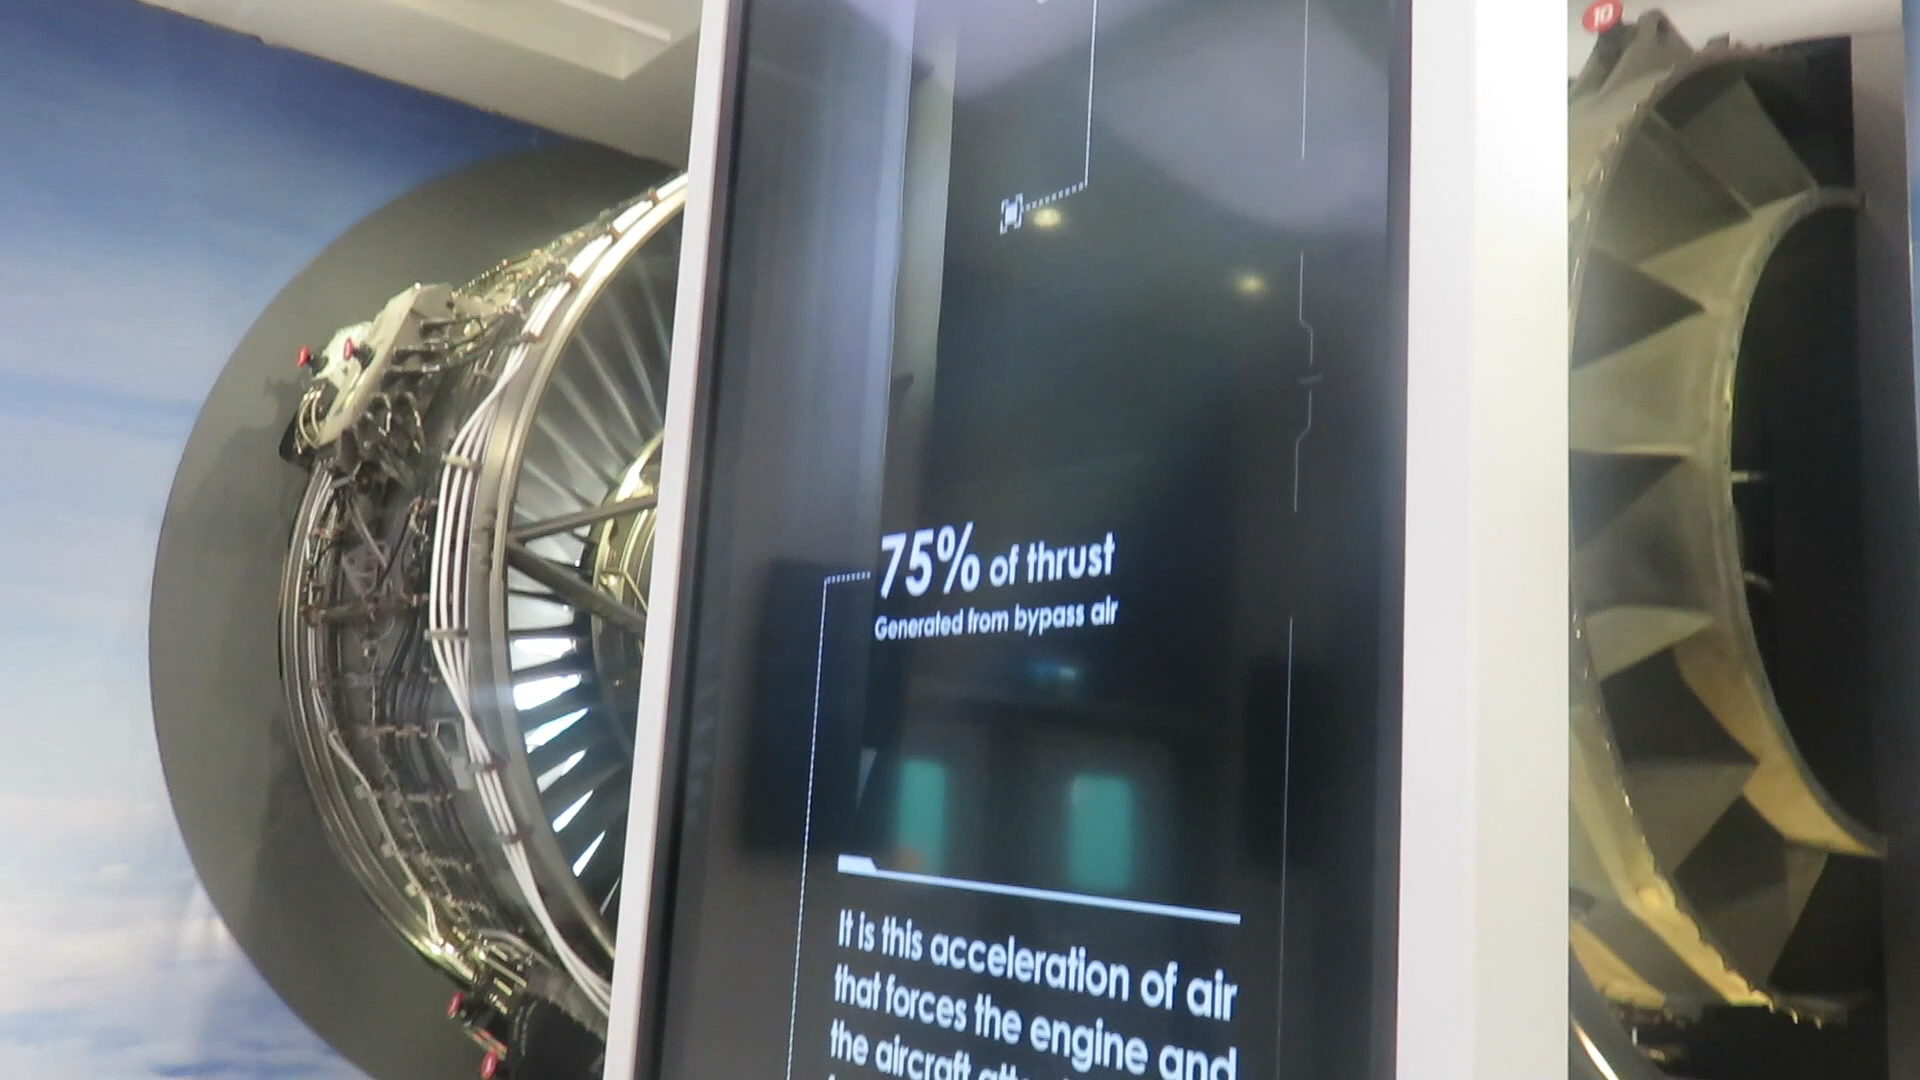 10
75% of thrust
Generated from bypass air
It is this acceleration of air
that forces the engine and
the aircraft